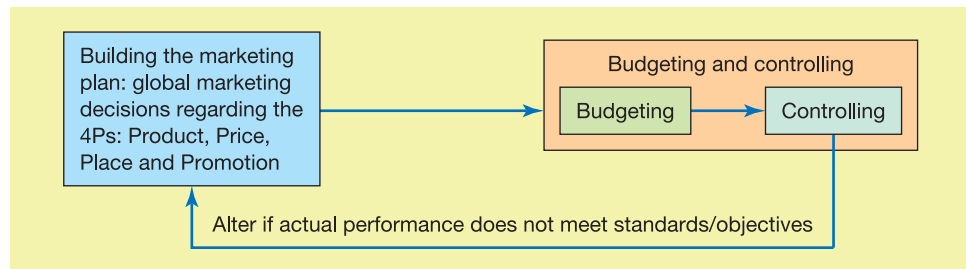 Building the marketing
plan: global marketing
decisions regarding the
4Ps: Product, Price,
Place and Promotion
Budgeting and controlling
Budgeting
Controlling
Alter if actual performance does not meet standards/objectives